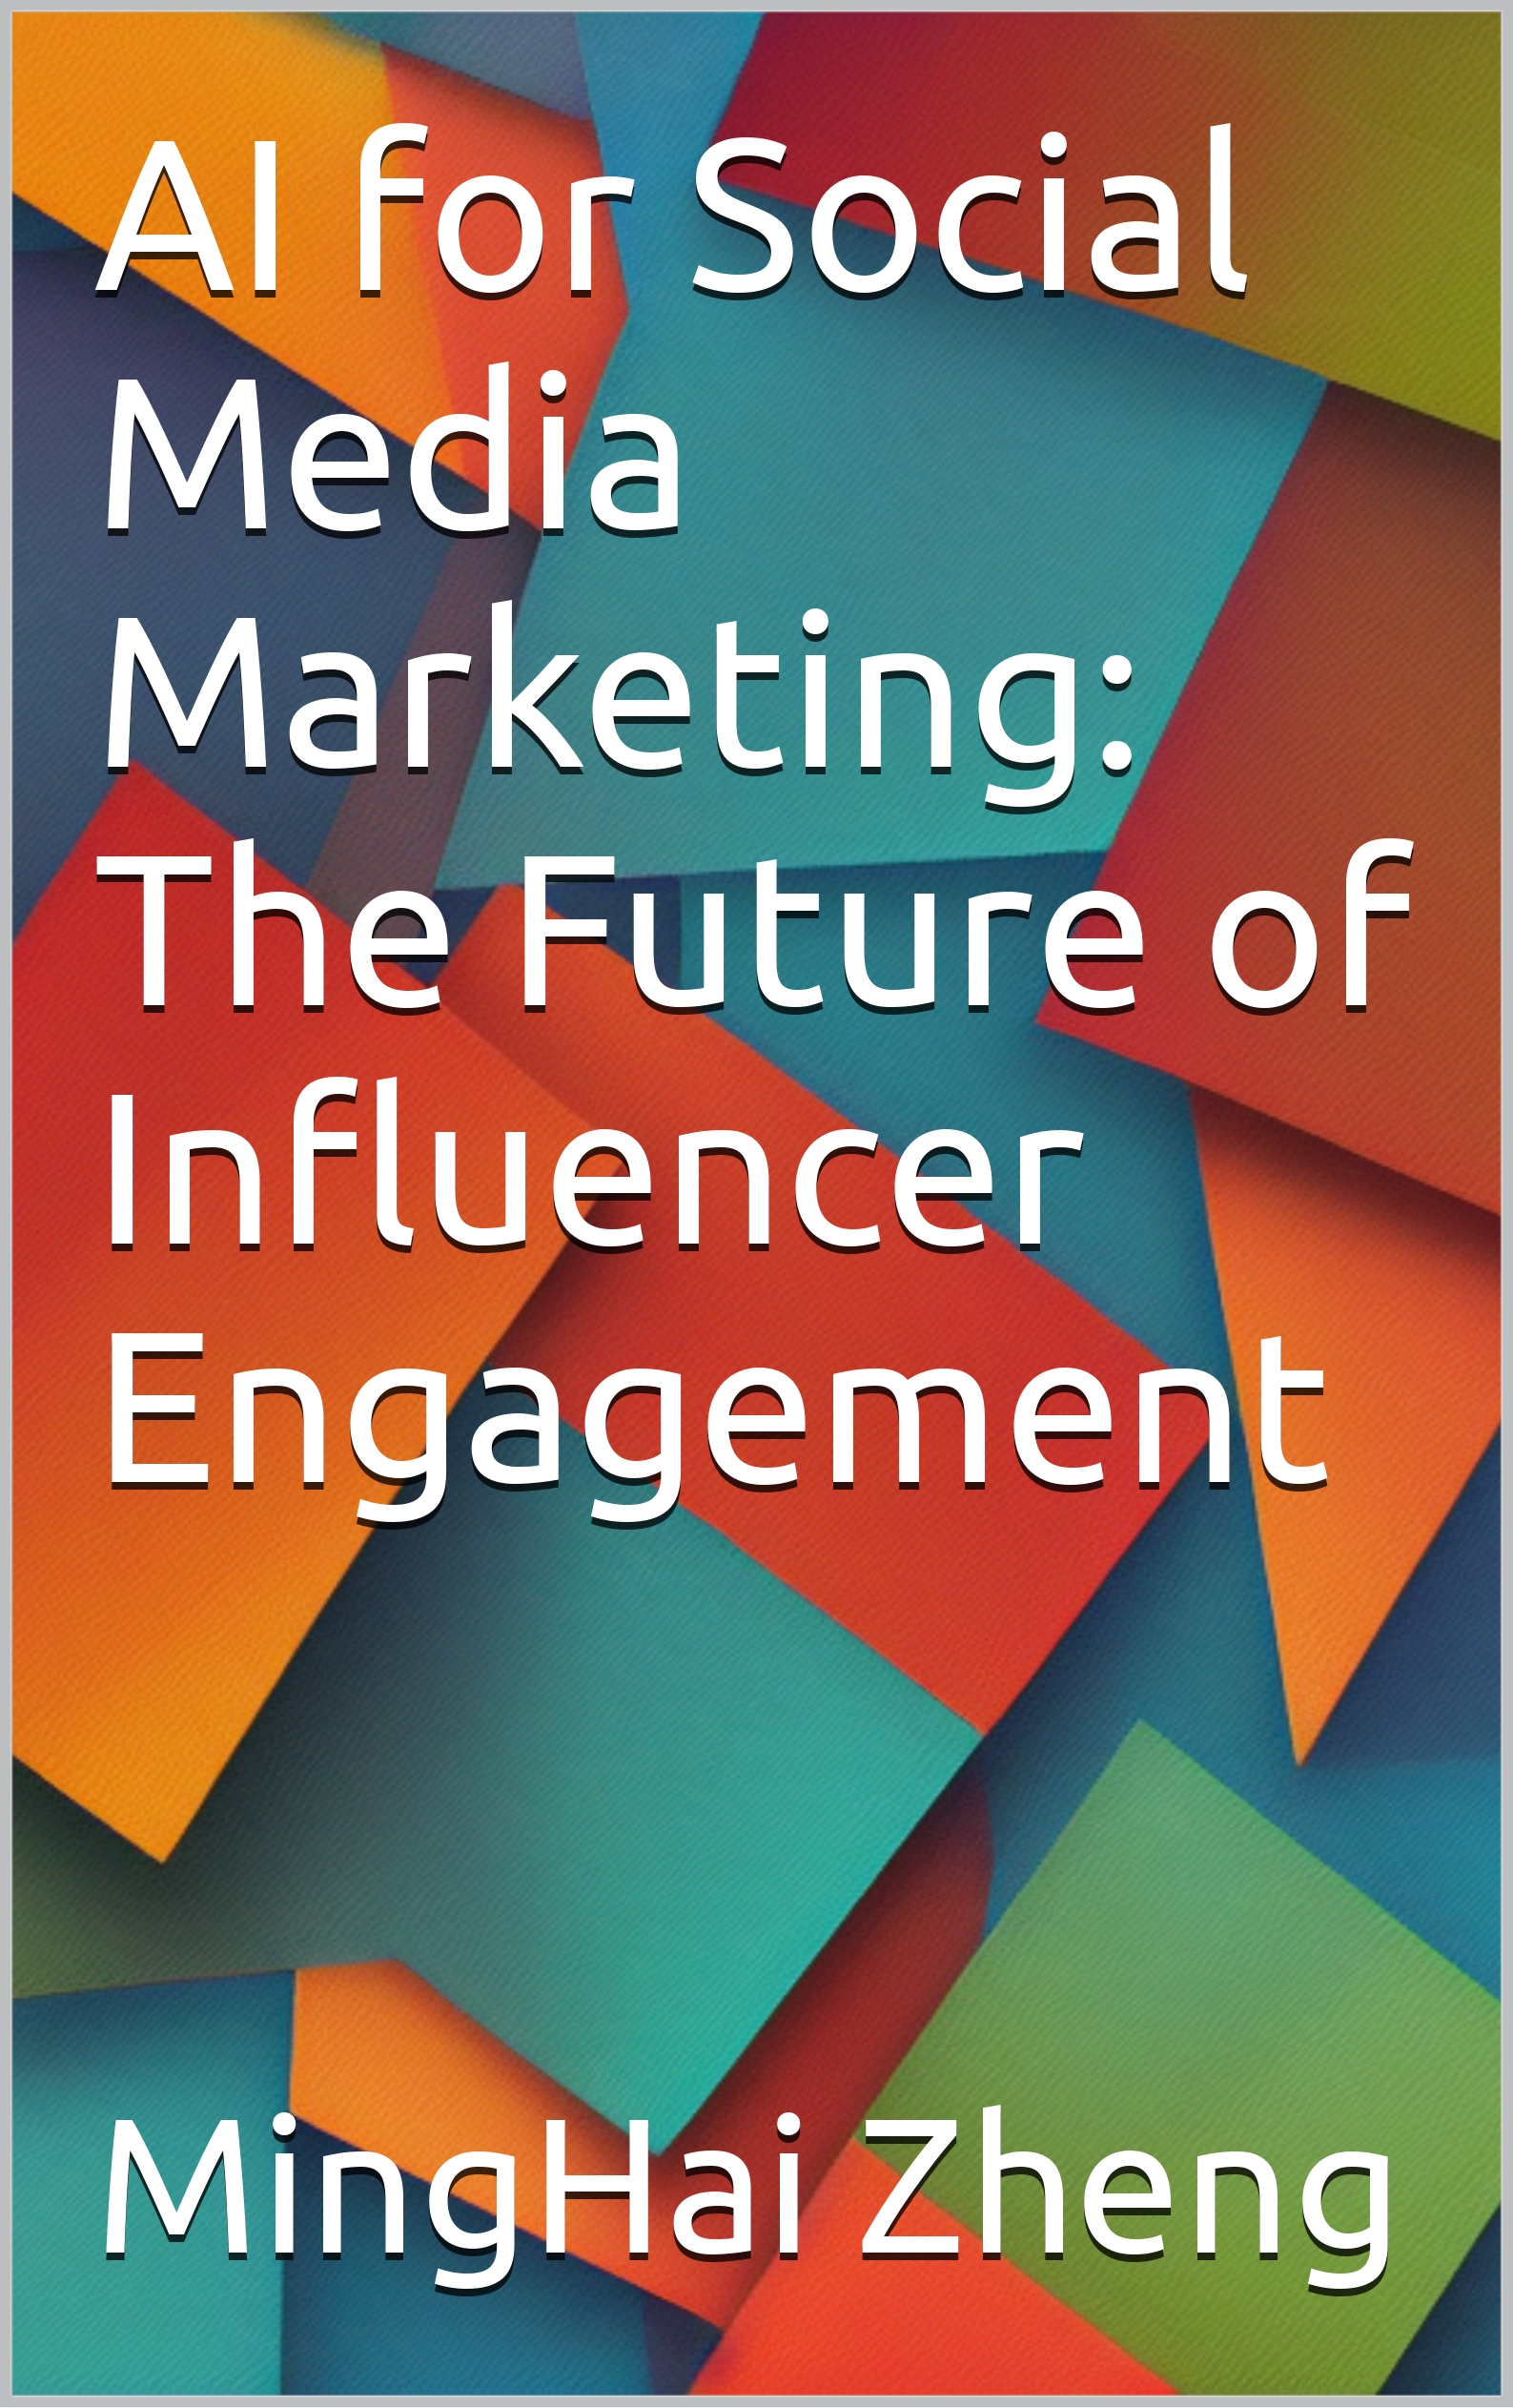 AI for Social
Media
Marketing:
The Future of
Influencer
Engagement
MingHai Zheng